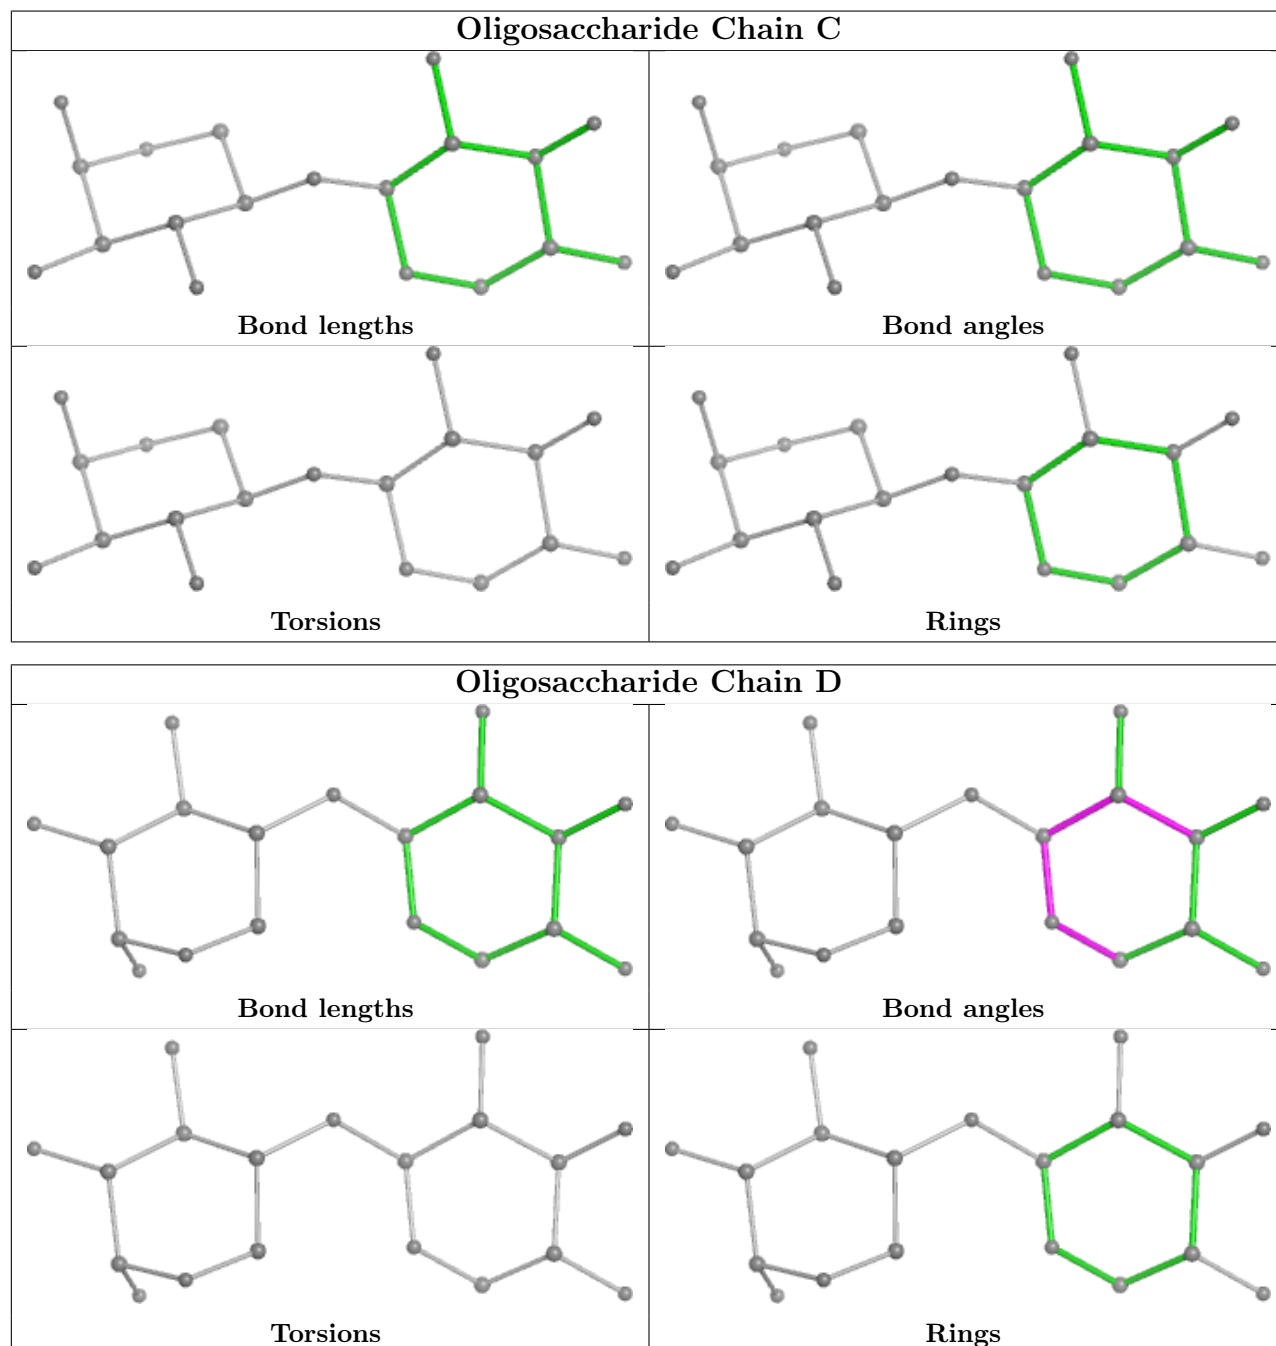 Oligosaccharide Chain C
Bond lengths
Bond angles
Torsions
Rings
Oligosaccharide Chain D
Bond lengths
Bond angles
Torsions
Rings